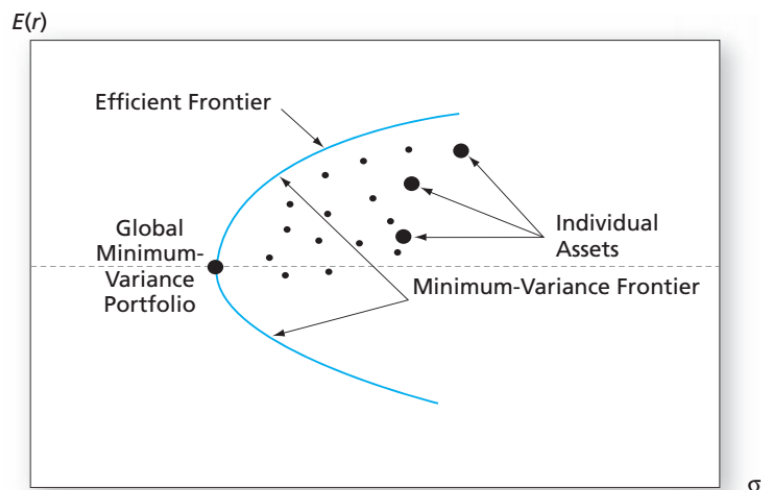 E(r)
Efficient Frontier
Global
Minimum-
Variance
Portfolio
Individual
Assets
Minimum-Variance Frontier
σ